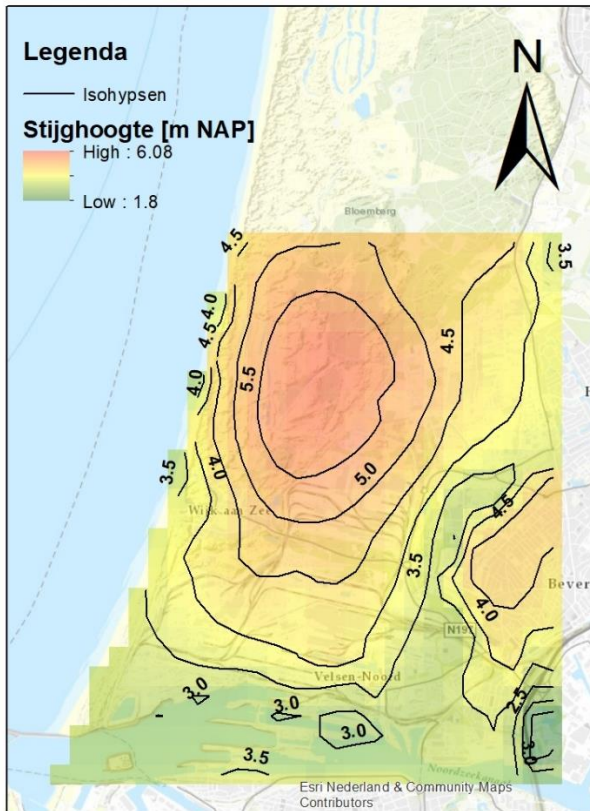 Legenda
Isohypsen
Stijghoogte [m NAP]
High : 6.08
Low : 1.8
N
Bloemberg
4.5
3.5
4.0
4.5
4.5
4.0
5.5
H
5.0
4.0
3.5
Wijk aan Zee
4.5
3.5
4.0
Bever
N197
Velsen-Noord
3.0
2.5
3.0
3.0
3.0
3.5
Noordzeekanaal
Esri Nederland & Community Maps
Contributors